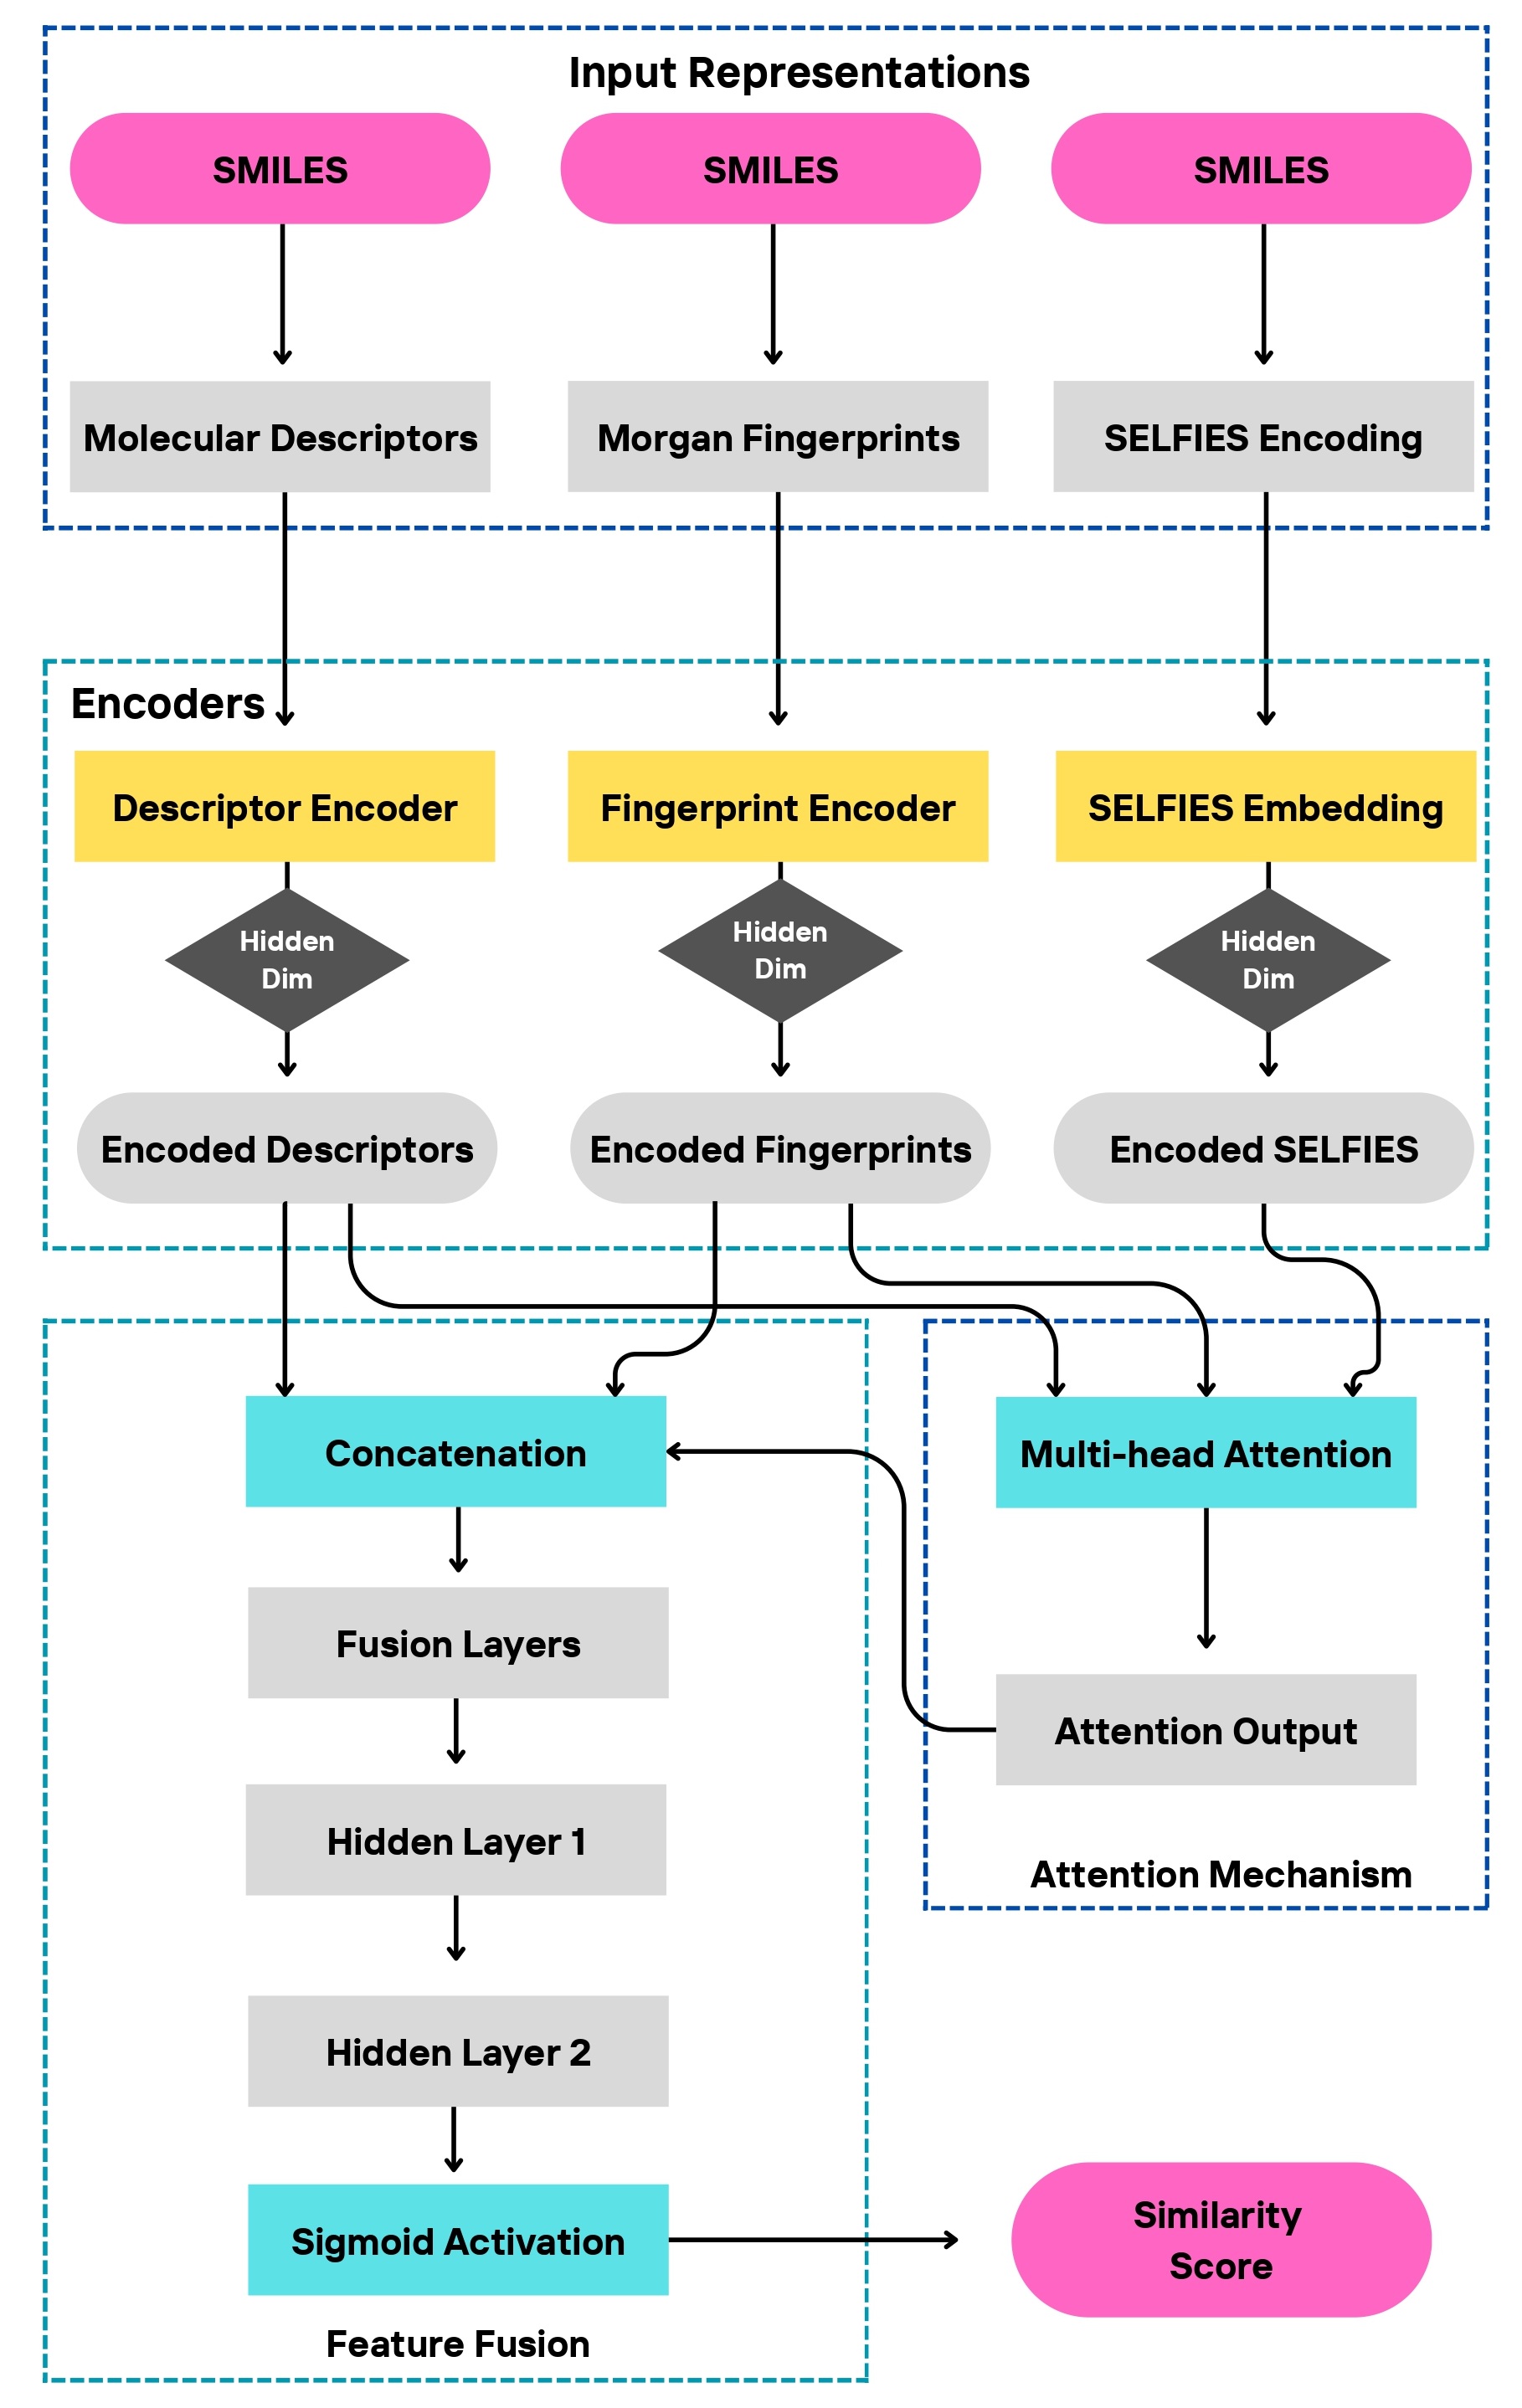 Input Representations
SMILES
SMILES
SMILES
Molecular Descriptors
Morgan Fingerprints
SELFIES Encoding
Encoders
Descriptor Encoder
Fingerprint Encoder
SELFIES Embedding
Hidden
Dim
Hidden
Dim
Hidden
Dim
Encoded Descriptors
Encoded Fingerprints
Encoded SELFIES
Concatenation
Multi-head Attention
Fusion Layers
Attention Output
Hidden Layer 1
Attention Mechanism
Hidden Layer 2
Sigmoid Activation
Similarity
Score
Feature Fusion